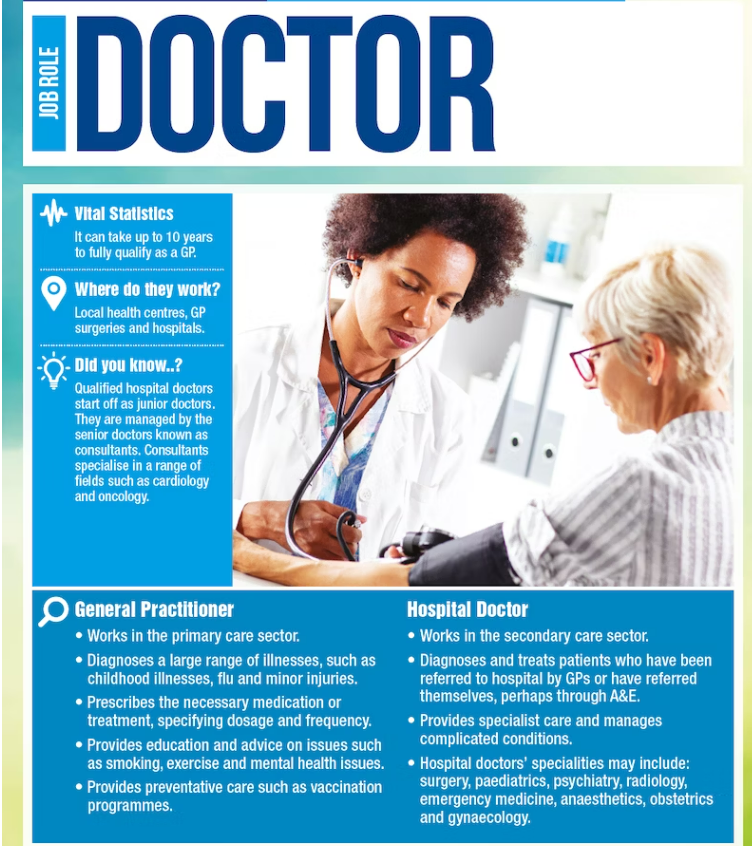 JOB ROLE
DOCTOR
Vital Statistics
It can take up to 10 years
to fully qualify as a GP.
Where do they work?
Local health centres, GP
surgeries and hospitals.
Did you know..?
Qualified hospital doctors
start off as junior doctors.
They are managed by the
senior doctors known as
consultants. Consultants
specialise in a range of
fields such as cardiology
and oncology.
General Practitioner
• Works in the primary care sector.
• Diagnoses a large range of illnesses, such as
childhood illnesses, flu and minor injuries.
• Prescribes the necessary medication or
treatment, specifying dosage and frequency.
• Provides education and advice on issues such
as smoking, exercise and mental health issues.
• Provides preventative care such as vaccination
programmes.
Hospital Doctor
• Works in the secondary care sector.
• Diagnoses and treats patients who have been
referred to hospital by GPs or have referred
themselves, perhaps through A&E.
• Provides specialist care and manages
complicated conditions.
• Hospital doctors' specialities may include:
surgery, paediatrics, psychiatry, radiology,
emergency medicine, anaesthetics, obstetrics
and gynaecology.